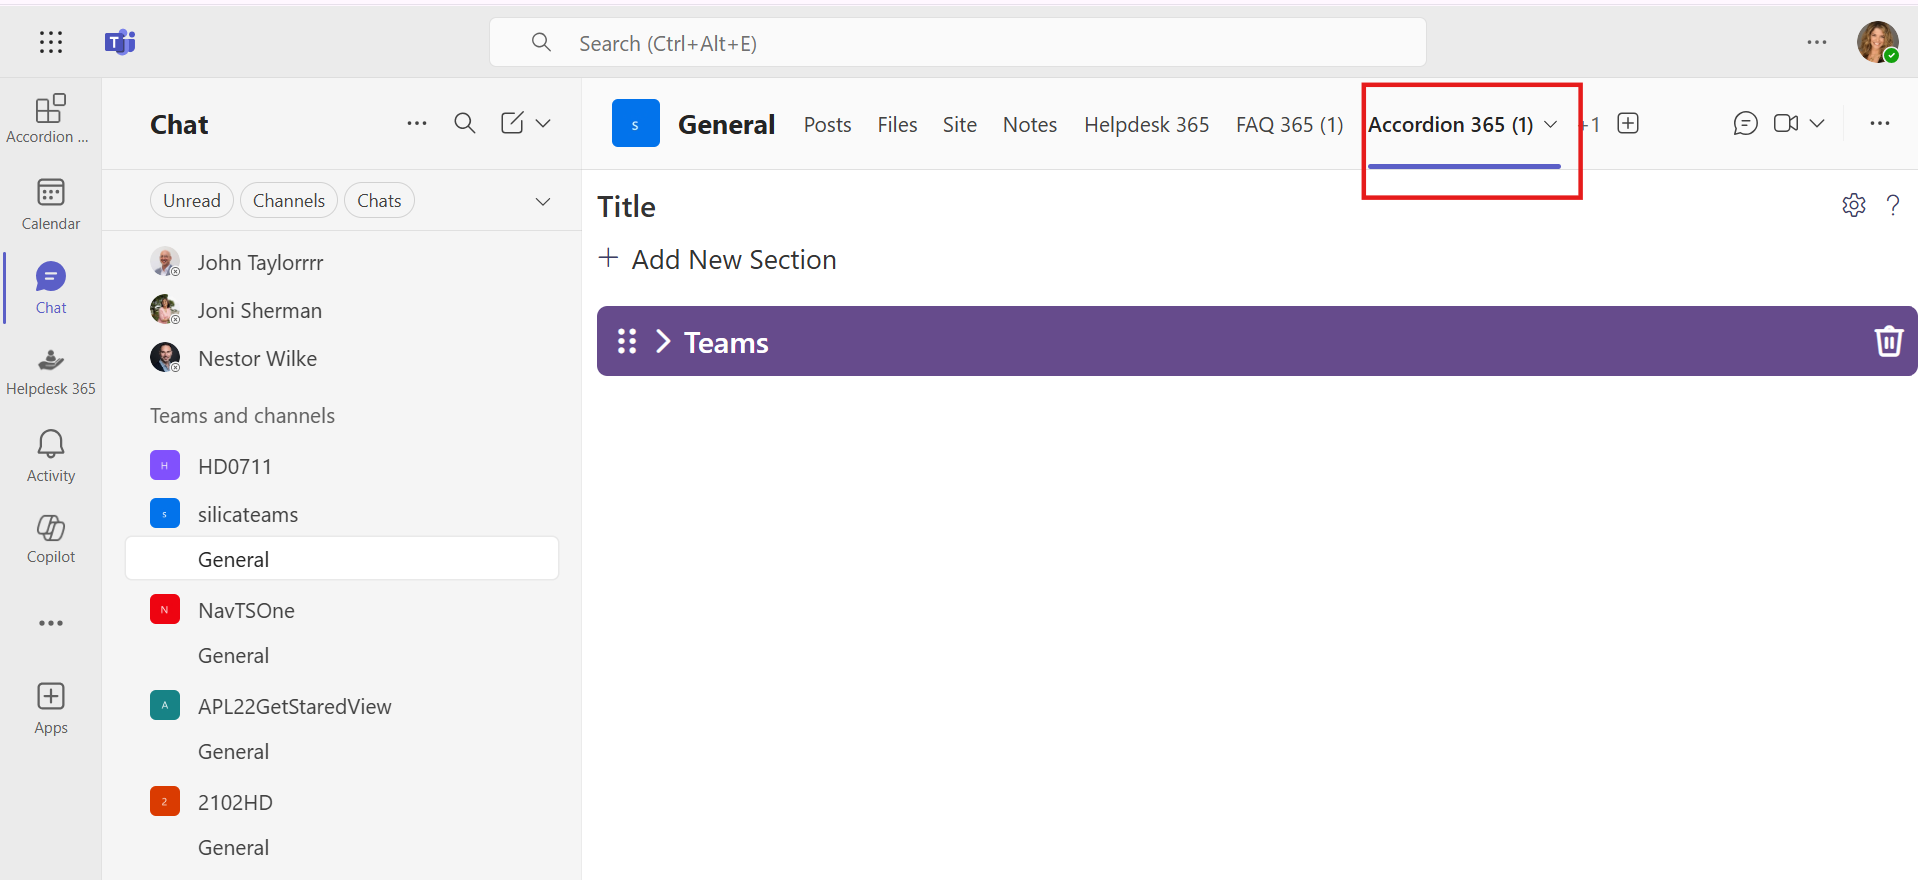 Search (Ctrl+Alt+E)
Accordion ...
Calendar
Chat
Helpdesk 365
Activity
Copilot
Apps
Chat
Unread Channels Chats
John Taylorrrr
Joni Sherman
Nestor Wilke
Teams and channels
H HD0711
s silicateams
General
N NavTSOne
General
A APL22GetStaredView
General
2 2102HD
General
s General Posts Files Site Notes Helpdesk 365 FAQ 365 (1) Accordion 365 (1) +1
Title
?
+ Add New Section
Teams